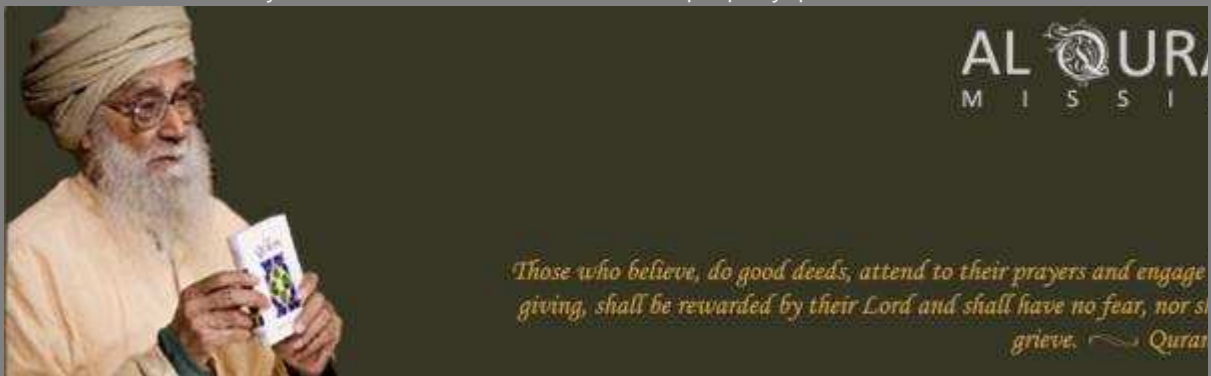 AL QURA
MISSI
Those who believe, do good deeds, attend to their prayers and engage
giving, shall be rewarded by their Lord and shall have no fear, nor s
grieve. Quran